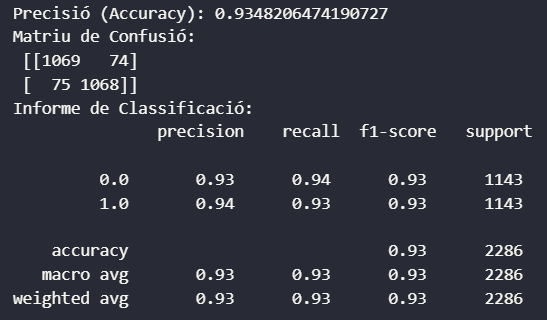 Precisió (Accuracy): 0.9348206474190727
Matriu de Confusió:
[[1069   74]
[  75 1068]]
Informe de Classificació:
precision    recall  f1-score   support
0.0       0.93      0.94      0.93      1143
1.0       0.94      0.93      0.93      1143
accuracy                           0.93      2286
macro avg       0.93      0.93      0.93      2286
weighted avg       0.93      0.93      0.93      2286